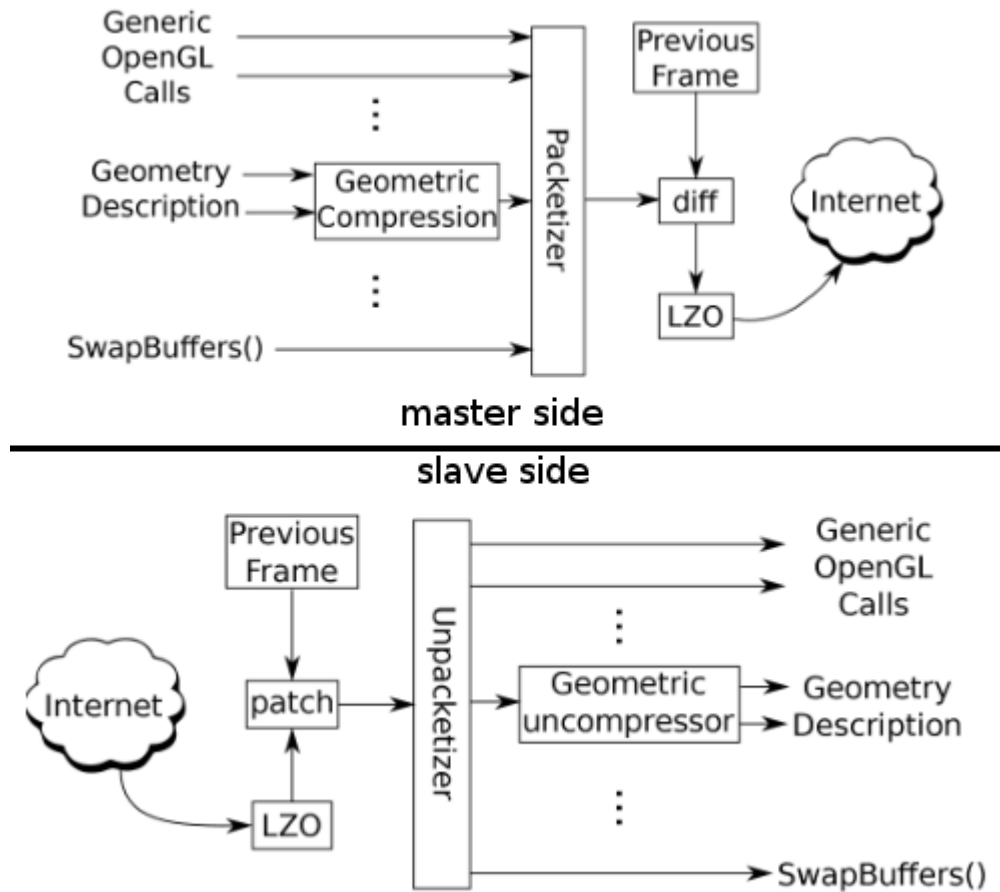 Generic
OpenGL
Calls
Previous
Frame
Packetizer
Geometry
Description
Geometric
Compression
diff
Internet
LZO
SwapBuffers()
master side
slave side
Previous
Frame
Unpacketizer
Generic
OpenGL
Calls
Internet
patch
Geometric
uncompressor
Geometry
Description
LZO
SwapBuffers()